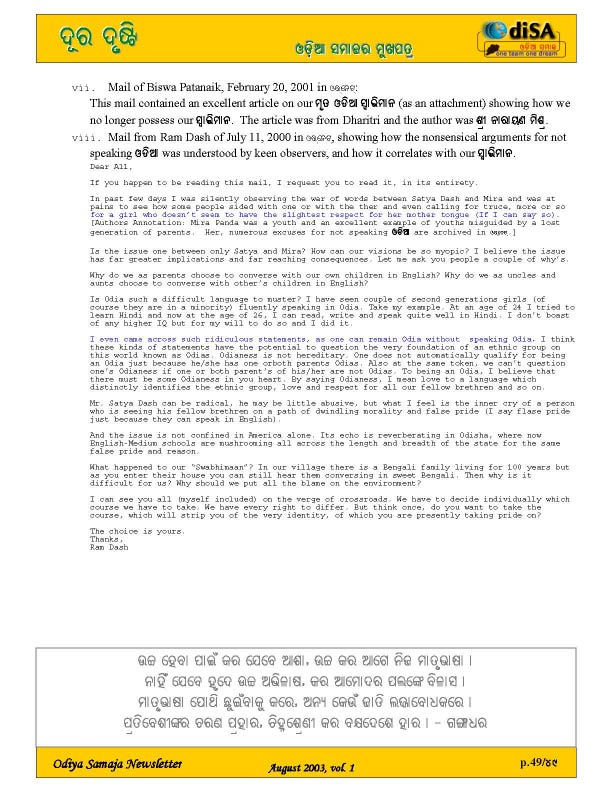 ଦୂର ଦୃଷ୍ଟି
ଓଡ଼ିଆ ସମାଜର ମୁଖପତ୍ର
diSA
ଓଡ଼ିଆ ସମାଜ
one team one dream
vii. Mail of Biswa Patanaik, February 20, 2001 in
This mail contained an excellent article on our ମୃତ ଓଡିଆ ସ୍ୱାଭିମାନ (as an attachment) showing how we
no longer possess our ସ୍ୱାଭିମାନ. The article was from Dharitri and the author was ଶ୍ରୀ ନାରାୟଣ ମିଶ୍ର.
viii. Mail from Ram Dash of July 11, 2000 in , showing how the nonsensical arguments for not
speaking ଓଡିଆ was understood by keen observers, and how it correlates with our ସ୍ୱାଭିମାନ.
Dear All,
If you happen to be reading this mail, I request you to read it, in its entirety.
In past few days I was silently observing the war of words between Satya Dash and Mira and was at
pains to see how some people sided with one or with the ther and even calling for truce, more or so
for a girl who doesn't seem to have the slightest respect for her mother tongue (If I can say so).
[Authors Annotation: Mira Panda was a youth and an excellent example of youths misguided by a lost
generation of parents. Her, numerous excuses for not speaking ଓଡିଆ are archived in .]
Is the issue one between only Satya and Mira? How can our visions be so myopic? I believe the issue
has far greater implications and far reaching consequences. Let me ask you people a couple of why's.
Why do we as parents choose to converse with our own children in English? Why do we as uncles and
aunts choose to converse with other's children in English?
Is Odia such a difficult language to muster? I have seen couple of second generations girls (of
course they are in a minority) fluently speaking in Odia. Take my example. At an age of 24 I tried to
learn Hindi and now at the age of 26, I can read, write and speak quite well in Hindi. I don't boast
of any higher IQ but for my will to do so and I did it.
I even came across such ridiculous statements, as one can remain Odia without speaking Odia. I think
these kinds of statements have the potential to question the very foundation of an ethnic group on
this world known as Odias. Odianess is not hereditary. One does not automatically qualify for being
an Odia just because he/she has one orboth parents Odias. Also at the same token, we can't question
one's Odianess if one or both parent's of his/her are not Odias. To being an Odia, I believe that
there must be some Odianess in you heart. By saying Odianess, I mean love to a language which
distinctly identifies the ethnic group, love and respect for all our fellow brethren and so on.
Mr. Satya Dash can be radical, he may be little abusive, but what I feel is the inner cry of a person
who is seeing his fellow brethren on a path of dwindling morality and false pride (I say flase pride
just because they can speak in English).
And the issue is not confined in America alone. Its echo is reverberating in Odisha, where now
English-Medium schools are mushrooming all across the length and breadth of the state for the same
false pride and reason.
What happened to our "Swabhimaan"? In our village there is a Bengali family living for 100 years but
as you enter their house you can still hear them conversing in sweet Bengali. Then why is it
difficult for us? Why should we put all the blame on the environment?
I can see you all (myself included) on the verge of crossroads. We have to decide individually which
course we have to take. We have every right to differ. But think once, do you want to take the
course, which will strip you of the very identity, of which you are presently taking pride on?
The choice is yours.
Thanks,
Ram Dash
ଉଚ୍ଚ ହେବା ପାଇଁ କର ଯେବେ ଆଶା, ଉଚ୍ଚ କର ଆଗେ ନିଜ ମାତୃଭାଷା ।
ନାହିଁ ଯେବେ ହୃଦେ ଉଚ୍ଚ ଅଭିଳାଷ, କର ଆମୋଦର ପଲଙ୍କେ ବିଳାସ ।
ମାତୃଭାଷା ପୋଥି ଛୁଇଁବାକୁ କରେ, ଅନ୍ୟ କେଉଁ ଜାତି ଲଜ୍ଜାବୋଧକରେ ।
ପ୍ରତିବେଶୀଙ୍କର ଚରଣ ପ୍ରହାର, ଚିହ୍ନଶ୍ରେଣୀ କର ବକ୍ଷଦେଶେ ହାର । – ଗଙ୍ଗାଧର
Odiya Samaja Newsletter
August 2003, vol. 1
p.49/୪୯